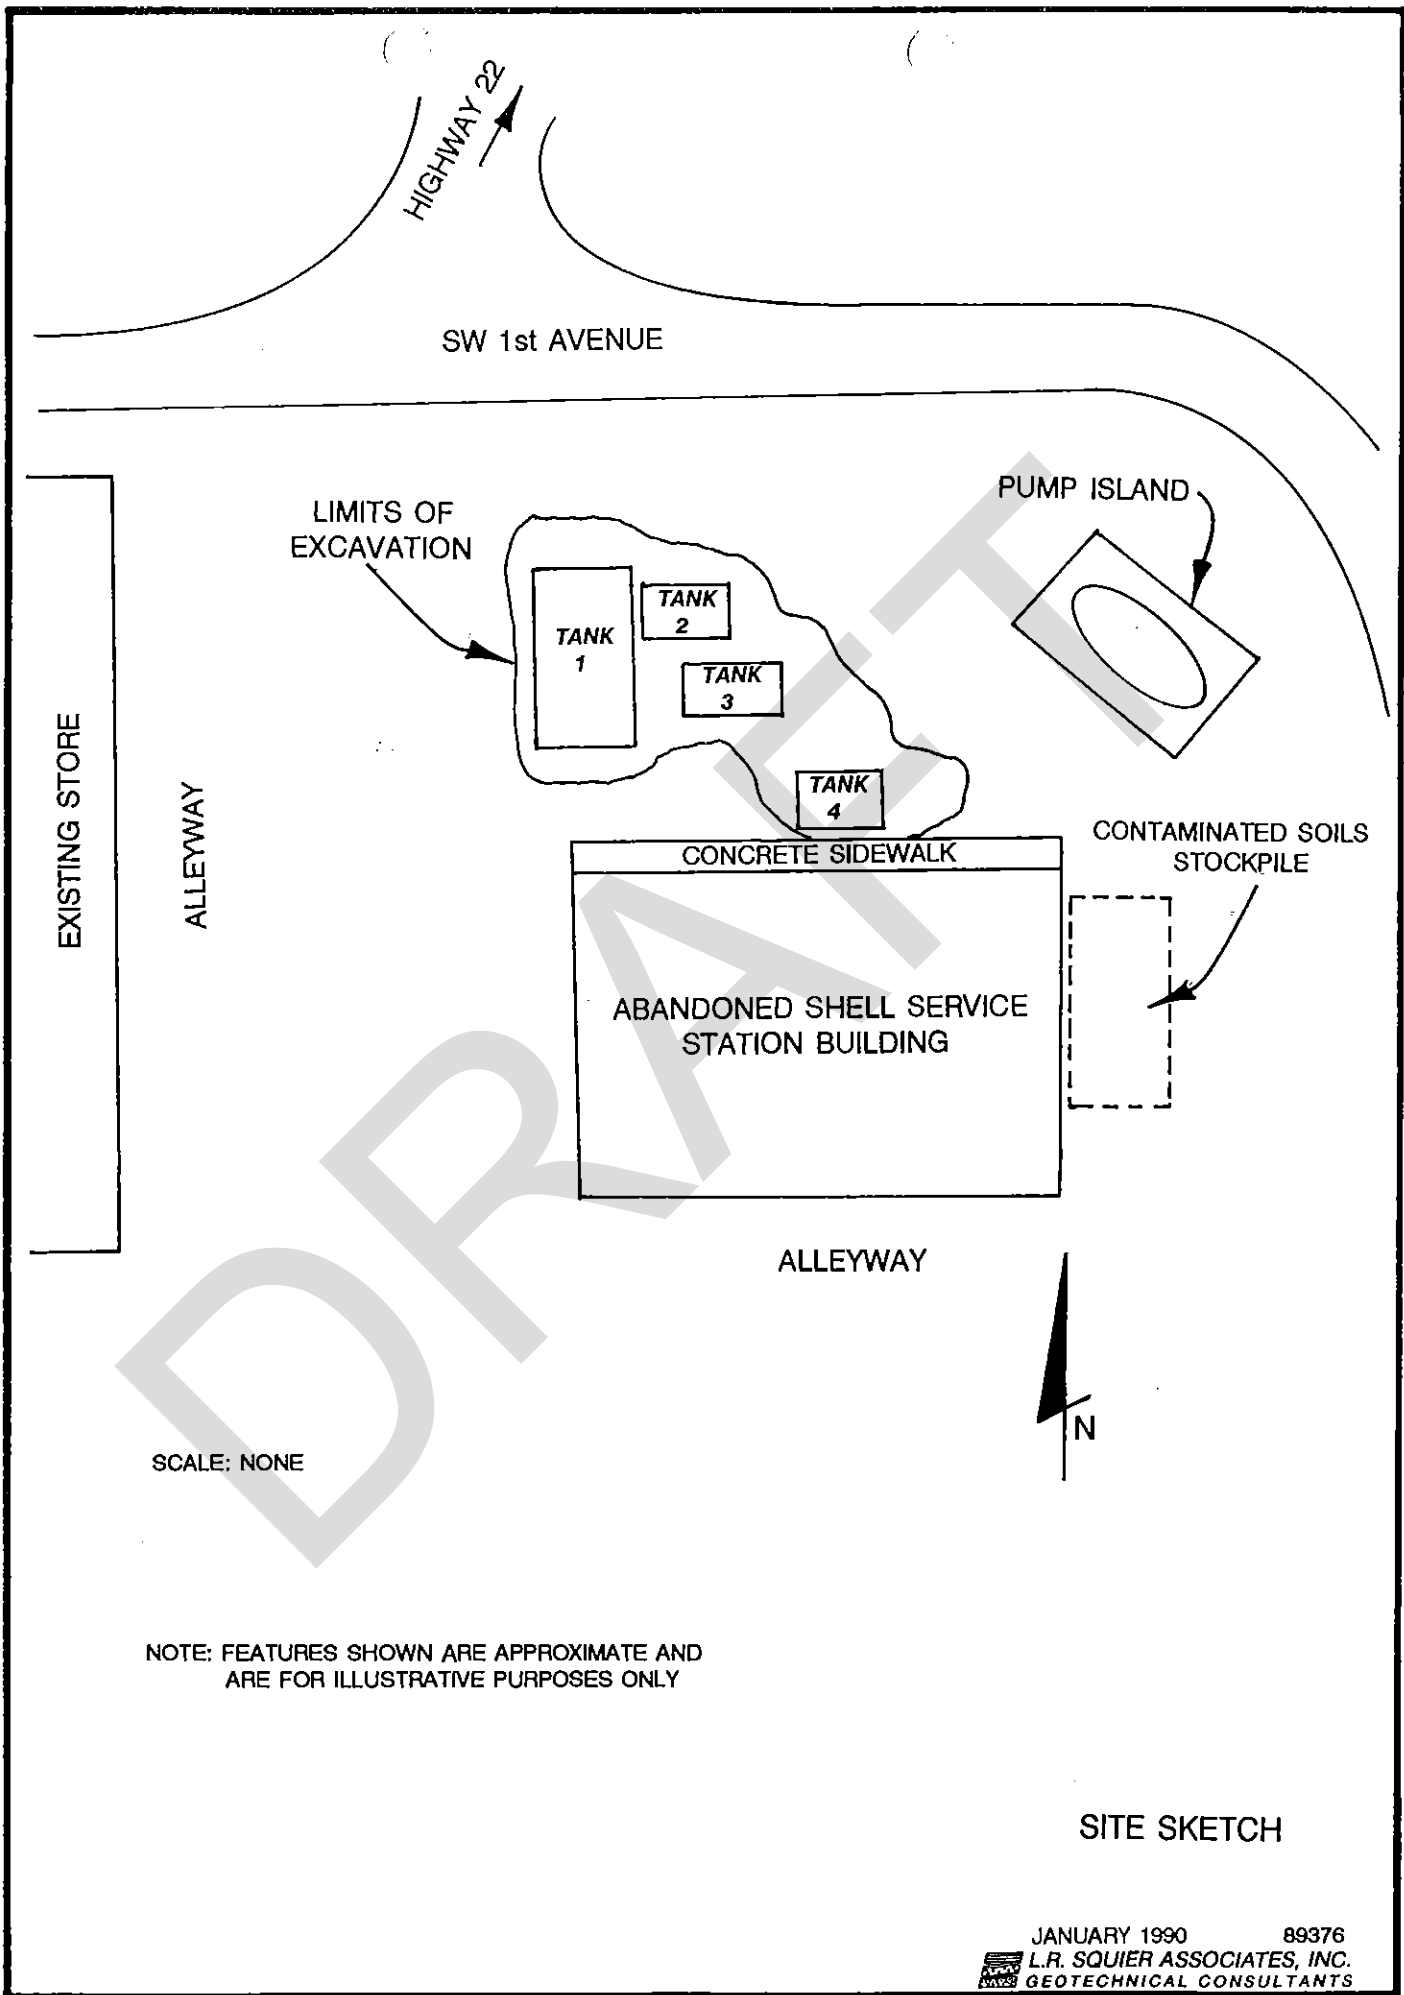 HIGHWAY 22
SW 1st AVENUE
PUMP ISLAND
LIMITS OF
EXCAVATION
TANK
1
TANK
2
TANK
3
TANK
4
EXISTING STORE
ALLEYWAY
CONCRETE SIDEWALK
CONTAMINATED SOILS
STOCKPILE
ABANDONED SHELL SERVICE
STATION BUILDING
ALLEYWAY
N
SCALE: NONE
NOTE: FEATURES SHOWN ARE APPROXIMATE AND
ARE FOR ILLUSTRATIVE PURPOSES ONLY
SITE SKETCH
JANUARY 1990 89376
L.R. SQUIER ASSOCIATES, INC.
GEOTECHNICAL CONSULTANTS
DRAFT